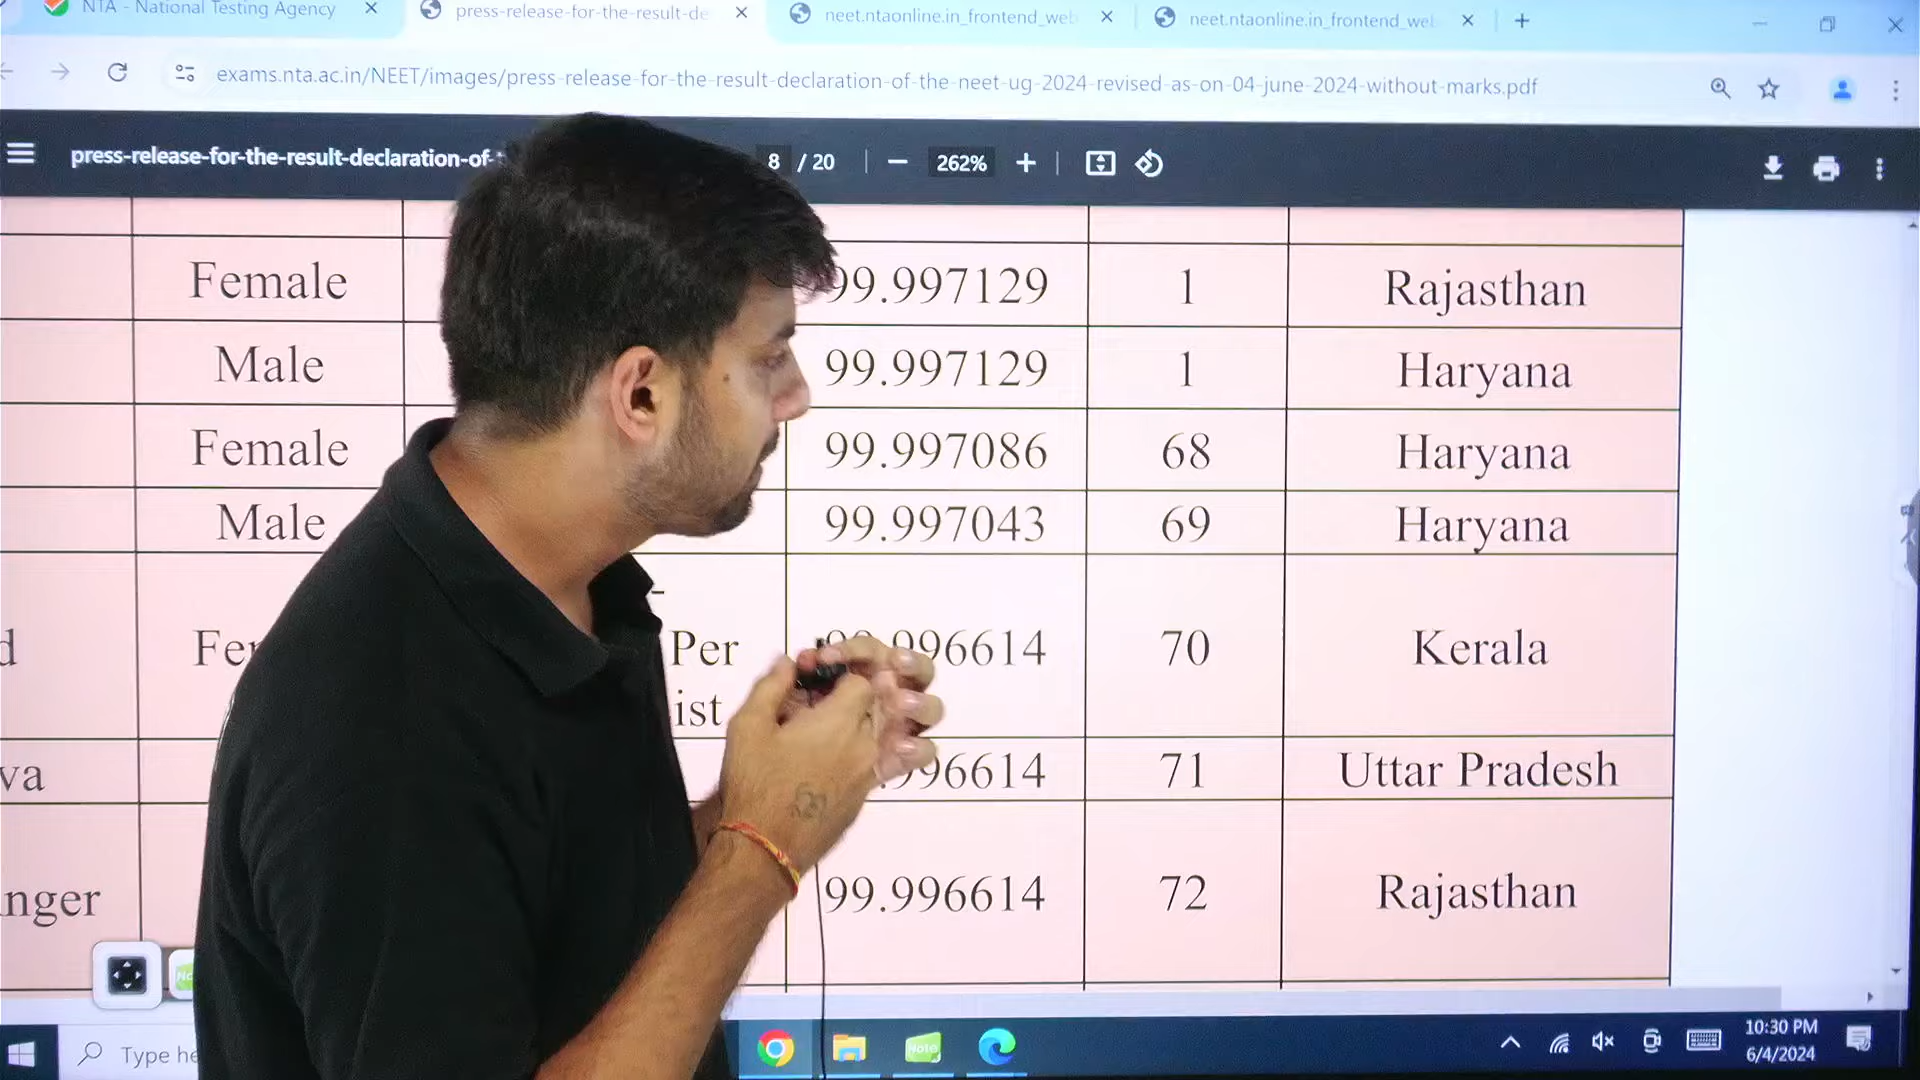 NTA - National Testing Agency
press-release-for-the-result-de
neet.ntaonline.in_frontend_web
neet.ntaonline.in_frontend_web
exams.nta.ac.in/NEET/images/press-release-for-the-result-declaration-of-the-neet-ug-2024-revised-as-on-04-june-2024-without-marks.pdf
press-release-for-the-result-declaration-of-
8 / 20
262%
Female 99.997129 1 Rajasthan
Male 99.997129 1 Haryana
Female 99.997086 68 Haryana
Male 99.997043 69 Haryana
-
d Fe Per 99.996614 70 Kerala
ist
va .996614 71 Uttar Pradesh
nger 99.996614 72 Rajasthan
Type he
Note
10:30 PM
6/4/2024